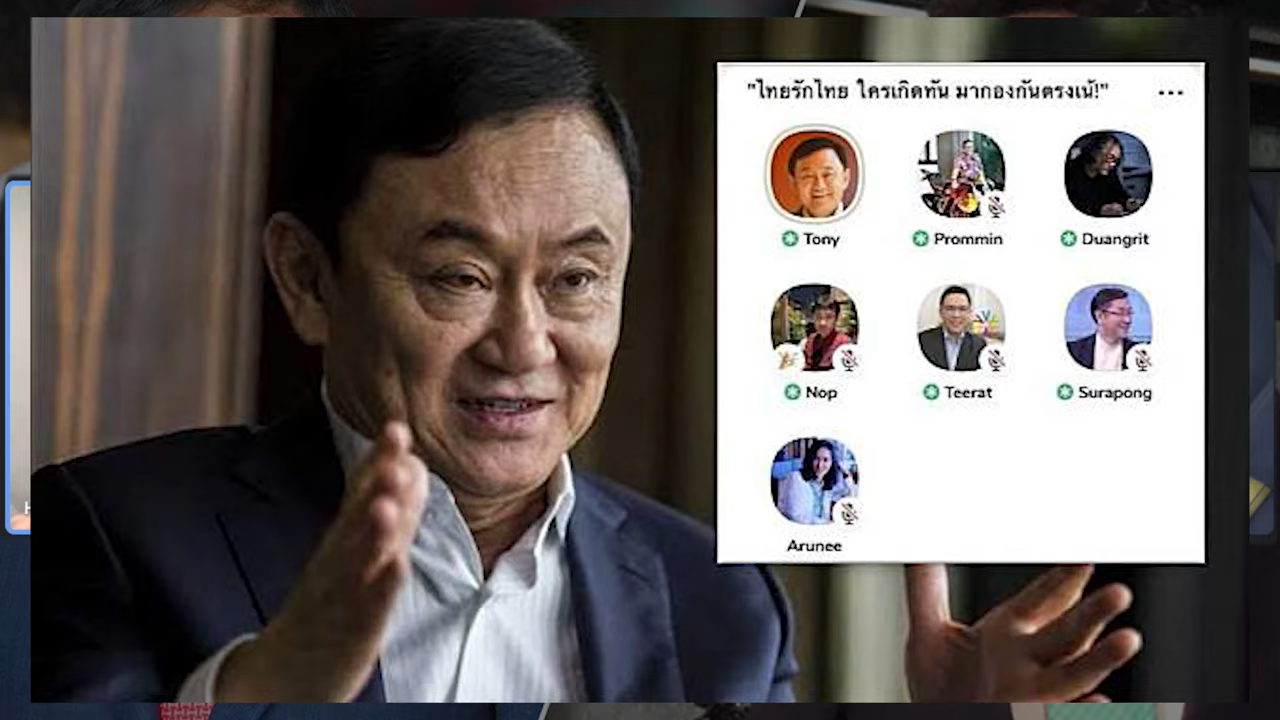 "ไทยรักไทย ใครเกิดทัน มากองกันตรงเน้!"
Tony
Prommin
Duangrit
Nop
Teerat
Surapong
Arunee